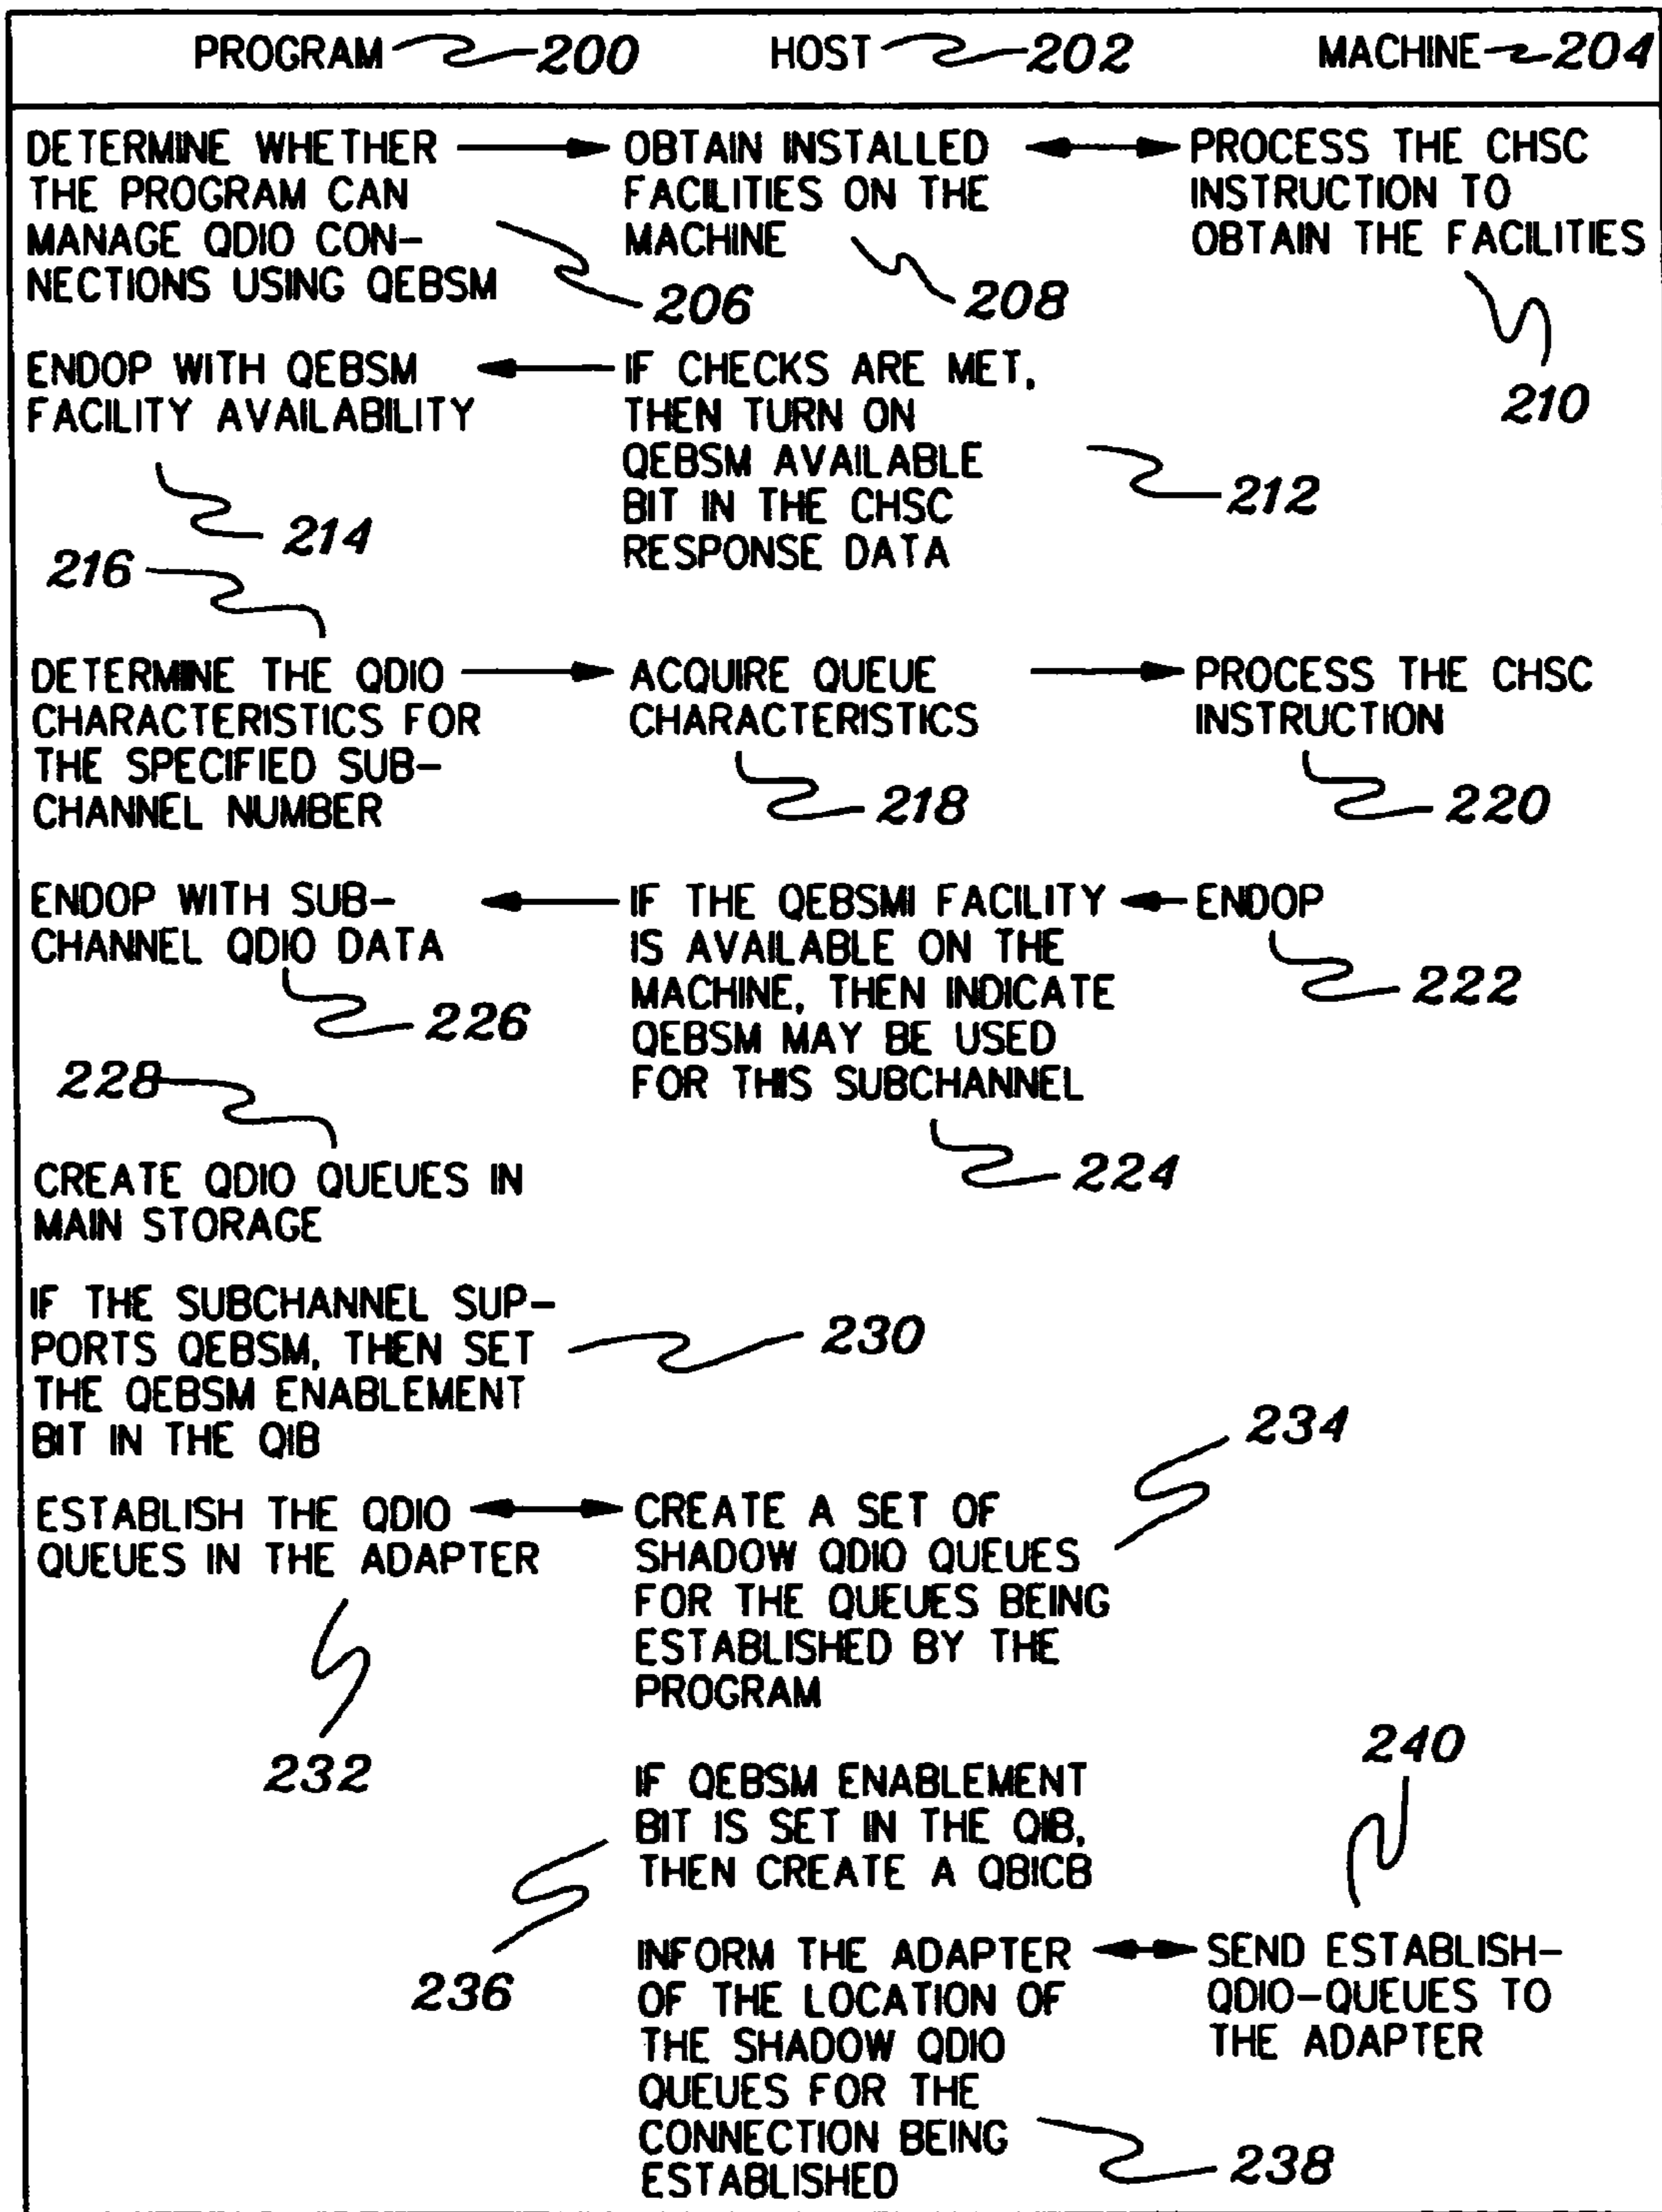 PROGRAM 200 HOST 202 MACHINE 204
DETERMINE WHETHER
THE PROGRAM CAN
MANAGE QDIO CON-
NECTIONS USING QEBSM
206
OBTAIN INSTALLED
FACILITIES ON THE
MACHINE
208
PROCESS THE CHSC
INSTRUCTION TO
OBTAIN THE FACILITIES
210
ENDOP WITH QEBSM
FACILITY AVAILABILITY
214
IF CHECKS ARE MET,
THEN TURN ON
QEBSM AVAILABLE
BIT IN THE CHSC
RESPONSE DATA
212
216
DETERMINE THE QDIO
CHARACTERISTICS FOR
THE SPECIFIED SUB-
CHANNEL NUMBER
ACQUIRE QUEUE
CHARACTERISTICS
218
PROCESS THE CHSC
INSTRUCTION
220
ENDOP WITH SUB-
CHANNEL QDIO DATA
226
IF THE QEBSMI FACILITY
IS AVAILABLE ON THE
MACHINE, THEN INDICATE
QEBSM MAY BE USED
FOR THIS SUBCHANNEL
224
ENDOP
222
228
CREATE QDIO QUEUES IN
MAIN STORAGE
IF THE SUBCHANNEL SUP-
PORTS QEBSM, THEN SET
THE QEBSM ENABLEMENT
BIT IN THE QIB
230
ESTABLISH THE QDIO
QUEUES IN THE ADAPTER
232
CREATE A SET OF
SHADOW QDIO QUEUES
FOR THE QUEUES BEING
ESTABLISHED BY THE
PROGRAM
234
IF QEBSM ENABLEMENT
BIT IS SET IN THE QIB,
THEN CREATE A QBICB
236
INFORM THE ADAPTER
OF THE LOCATION OF
THE SHADOW QDIO
QUEUES FOR THE
CONNECTION BEING
ESTABLISHED
238
240
SEND ESTABLISH-
QDIO-QUEUES TO
THE ADAPTER